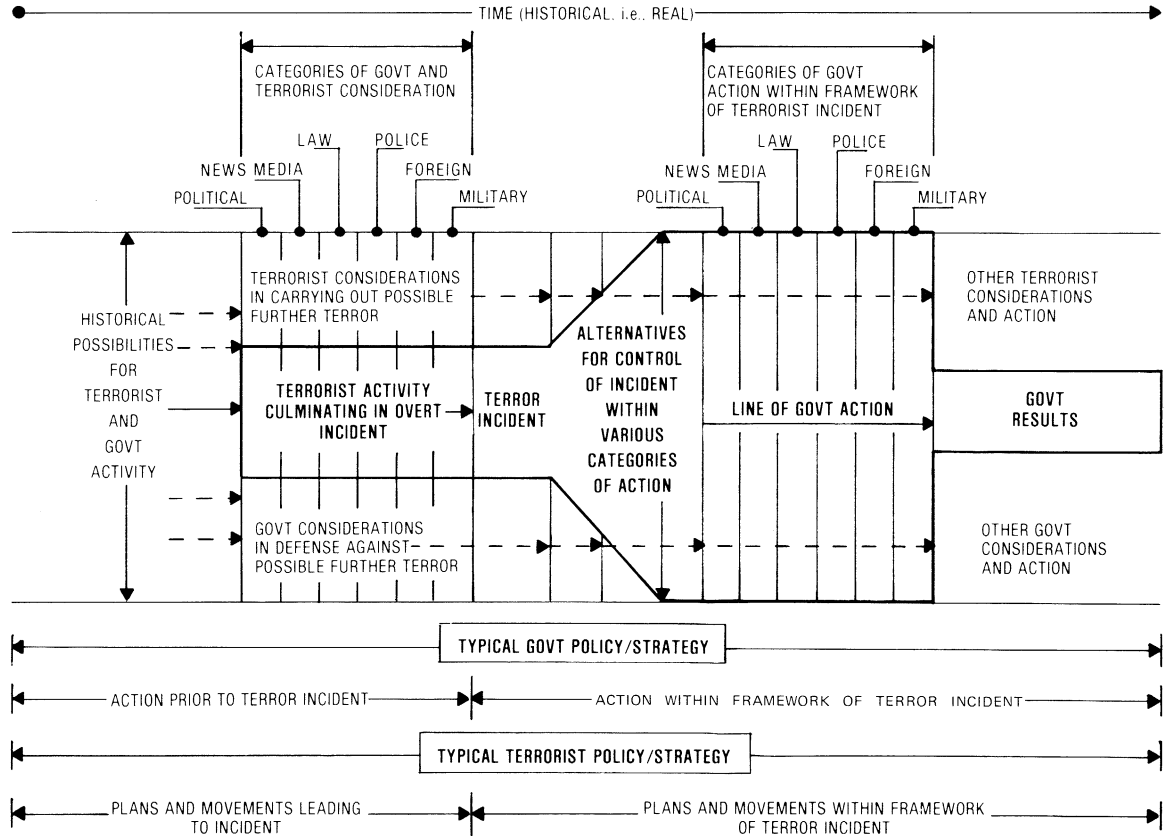 TIME (HISTORICAL, i.e., REAL)
CATEGORIES OF GOVT AND
TERRORIST CONSIDERATION
CATEGORIES OF GOVT
ACTION WITHIN FRAMEWORK
OF TERRORIST INCIDENT
LAW
POLICE
NEWS MEDIA
FOREIGN
POLITICAL
MILITARY
LAW
POLICE
NEWS MEDIA
FOREIGN
POLITICAL
MILITARY
HISTORICAL
POSSIBILITIES
FOR
TERRORIST
AND
GOVT
ACTIVITY
TERRORIST CONSIDERATIONS
IN CARRYING OUT POSSIBLE
FURTHER TERROR
TERRORIST ACTIVITY
CULMINATING IN OVERT
INCIDENT
GOVT CONSIDERATIONS
IN DEFENSE AGAINST
POSSIBLE FURTHER TERROR
TERROR
INCIDENT
ALTERNATIVES
FOR CONTROL
OF INCIDENT
WITHIN
VARIOUS
CATEGORIES
OF ACTION
LINE OF GOVT ACTION
OTHER TERRORIST
CONSIDERATIONS
AND ACTION
GOVT
RESULTS
OTHER GOVT
CONSIDERATIONS
AND ACTION
TYPICAL GOVT POLICY/STRATEGY
ACTION PRIOR TO TERROR INCIDENT
ACTION WITHIN FRAMEWORK OF TERROR INCIDENT
TYPICAL TERRORIST POLICY/STRATEGY
PLANS AND MOVEMENTS LEADING
TO INCIDENT
PLANS AND MOVEMENTS WITHIN FRAMEWORK
OF TERROR INCIDENT